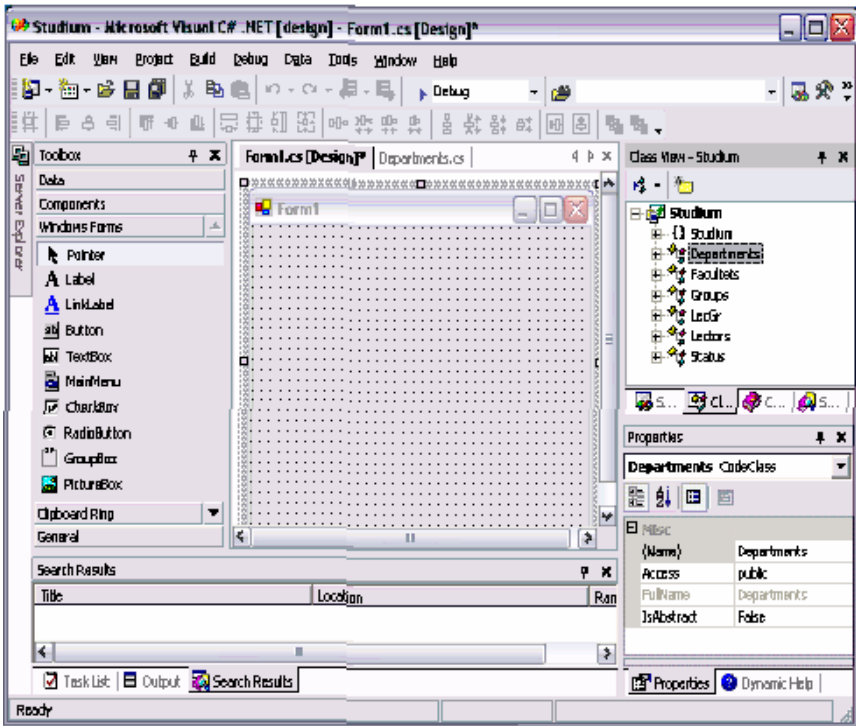 Studium - Microsoft Visual C# .NET [design] - Form1.cs [Design]*
File Edit View Project Build Debug Data Tools Window Help
Debug
Server Explorer
Toolbox
Data
Components
Windows Forms
Pointer
Label
LinkLabel
Button
TextBox
MainMenu
CheckBox
RadioButton
GroupBox
PictureBox
Clipboard Ring
General
Form1.cs [Design]* Departments.cs
Form1
Class View - Studium
Studium
{} Studium
Departments
Facultets
Groups
LecGr
Lectors
Status
S... Cl... C... S...
Properties
Departments CodeClass
Misc
(Name) Departments
Access public
FullName Departments
IsAbstract False
Search Results
Title Location Ran
Task List Output Search Results
Properties Dynamic Help
Ready